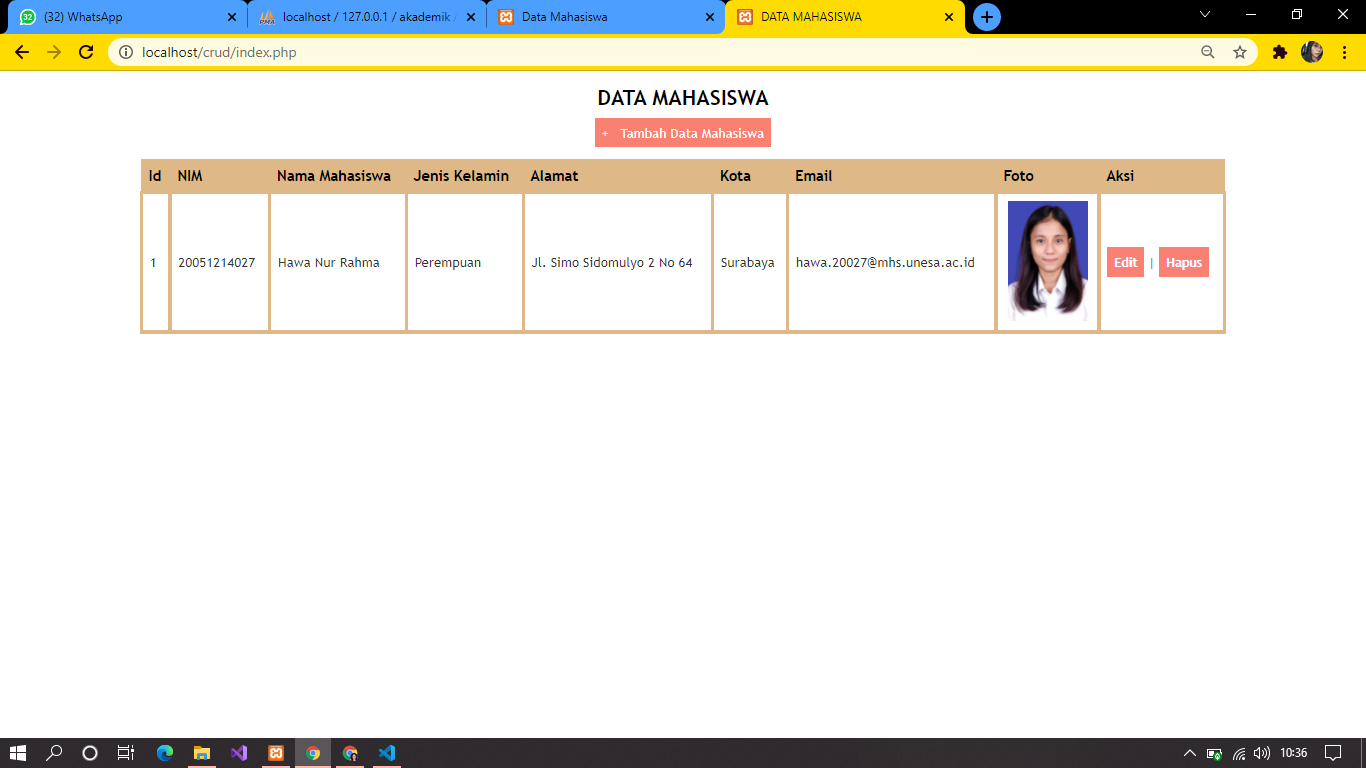 32 (32) WhatsApp
localhost / 127.0.0.1 / akademik /
Data Mahasiswa
DATA MAHASISWA
localhost/crud/index.php
DATA MAHASISWA
+ Tambah Data Mahasiswa
Id NIM Nama Mahasiswa Jenis Kelamin Alamat Kota Email Foto Aksi
1 20051214027 Hawa Nur Rahma Perempuan Jl. Simo Sidomulyo 2 No 64 Surabaya hawa.20027@mhs.unesa.ac.id Edit | Hapus
10:36